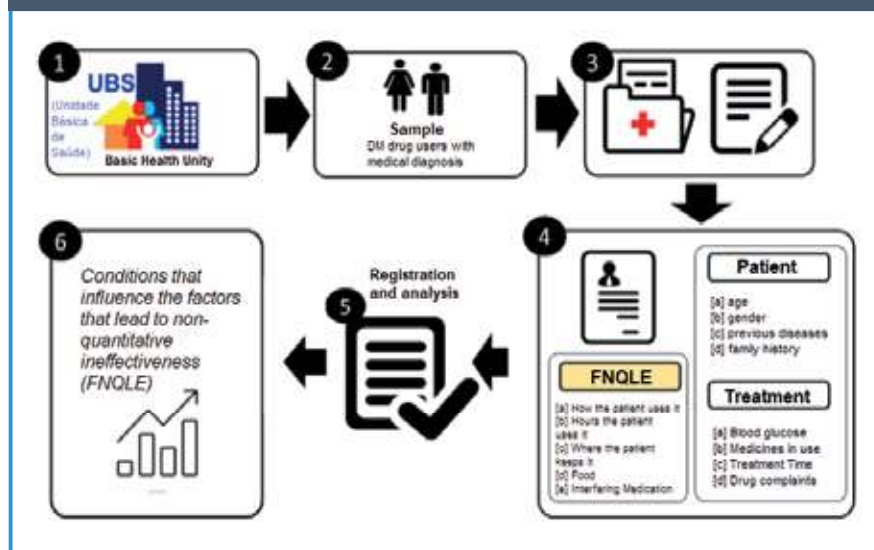 1
UBS
(Unidade
Básica
de
Saúde)
Basic Health Unity
2
Sample
DM drug users with
medical diagnosis
3
4
Patient
[a] age
[b] gender
[c] previous diseases
[d] family history
Treatment
[a] Blood glucose
[b] Medicines in use
[c] Treatment Time
[d] Drug complaints
FNQLE
[a] How the patient uses it
[b] Hours the patient
uses it
[c] Where the patient
keeps it
[d] Food
[e] Interfering Medication
5
Registration
and analysis
6
Conditions that
influence the factors
that lead to non-
quantitative
ineffectiveness
(FNQLE)